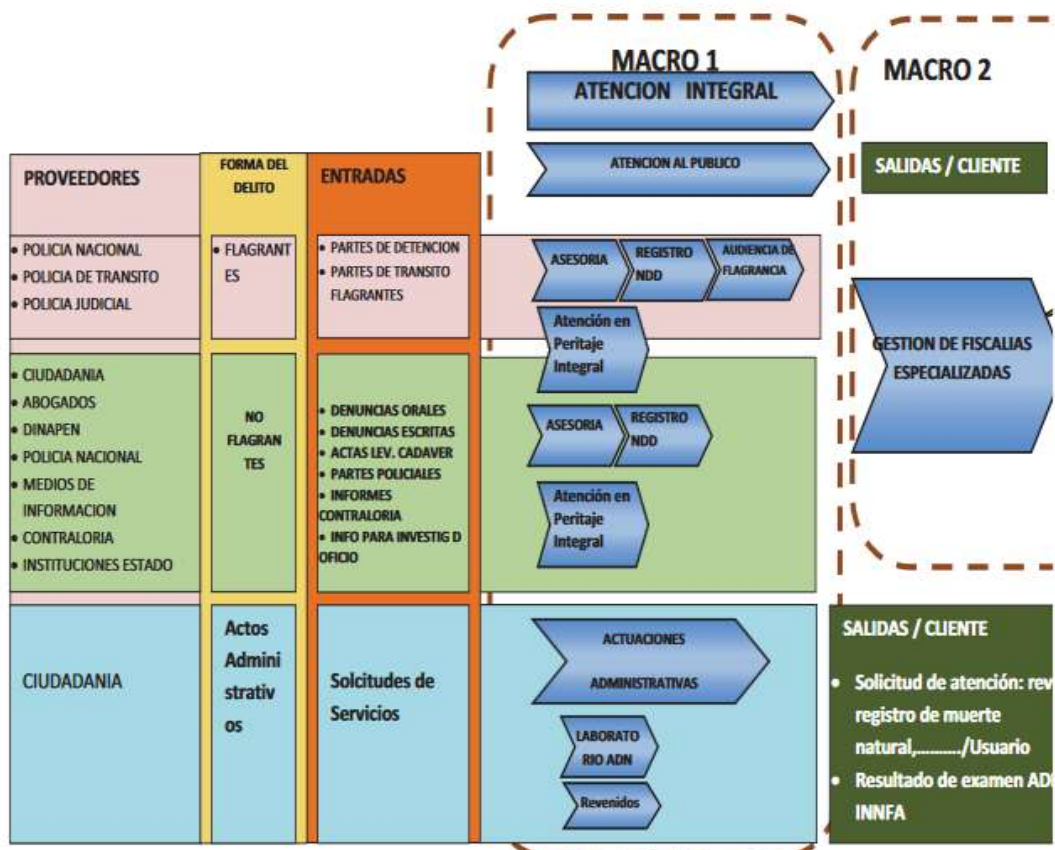 MACRO 1
ATENCION INTEGRAL
ATENCION AL PUBLICO
MACRO 2
SALIDAS / CLIENTE
PROVEEDORES
FORMA DEL
DELITO
ENTRADAS
• POLICIA NACIONAL
• POLICIA DE TRANSITO
• POLICIA JUDICIAL
• FLAGRANT
ES
• PARTES DE DETENCION
• PARTES DE TRANSITO
FLAGRANTES
ASESORIA
REGISTRO
NDD
AUDIENCIA DE
FLAGRANCIA
Atención en
Peritaje
Integral
GESTION DE FISCALIAS
ESPECIALIZADAS
• CIUDADANIA
• ABOGADOS
• DINAPEN
• POLICIA NACIONAL
• MEDIOS DE
INFORMACION
• CONTRALORIA
• INSTITUCIONES ESTADO
NO
FLAGRAN
TES
• DENUNCIAS ORALES
• DENUNCIAS ESCRITAS
• ACTAS LEV. CADAVER
• PARTES POLICIALES
• INFORMES
CONTRALORIA
• INFO PARA INVESTIG D
OFICIO
ASESORIA
REGISTRO
NDD
Atención en
Peritaje
Integral
CIUDADANIA
Actos
Admini
strativ
os
Solcitudes de
Servicios
ACTUACIONES
ADMINISTRATIVAS
LABORATO
RIO ADN
Revenidos
SALIDAS / CLIENTE
• Solicitud de atención: rev
registro de muerte
natural,........../Usuario
• Resultado de examen AD
INNFA